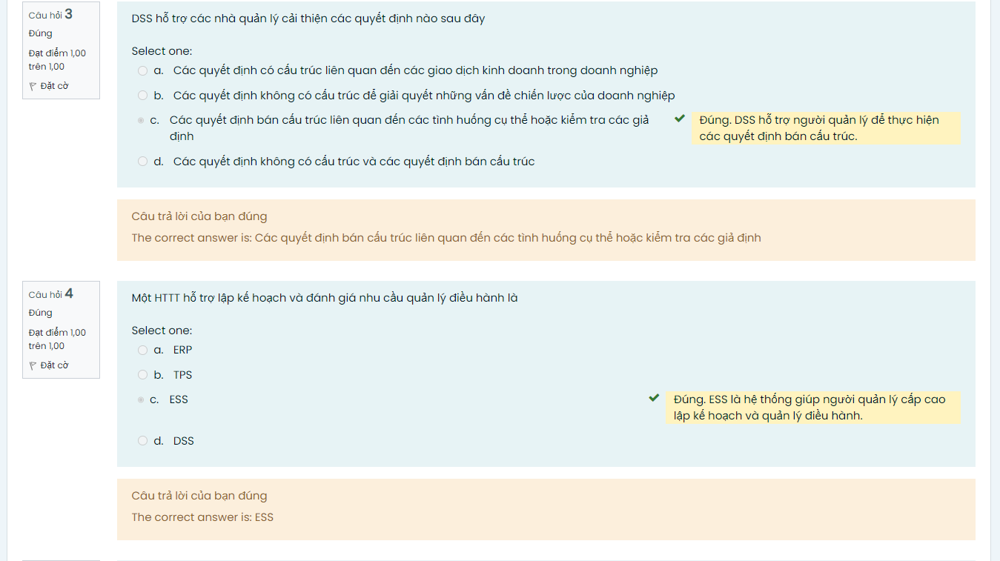 Câu hỏi 3
Đúng
Đạt điểm 1,00
trên 1,00
Đặt cờ
DSS hỗ trợ các nhà quản lý cải thiện các quyết định nào sau đây
Select one:
a. Các quyết định có cấu trúc liên quan đến các giao dịch kinh doanh trong doanh nghiệp
b. Các quyết định không có cấu trúc để giải quyết những vấn đề chiến lược của doanh nghiệp
c. Các quyết định bán cấu trúc liên quan đến các tình huống cụ thể hoặc kiểm tra các giả
định
Đúng. DSS hỗ trợ người quản lý để thực hiện
các quyết định bán cấu trúc.
d. Các quyết định không có cấu trúc và các quyết định bán cấu trúc
Câu trả lời của bạn đúng
The correct answer is: Các quyết định bán cấu trúc liên quan đến các tình huống cụ thể hoặc kiểm tra các giả định
Câu hỏi 4
Đúng
Đạt điểm 1,00
trên 1,00
Đặt cờ
Một HTTT hỗ trợ lập kế hoạch và đánh giá nhu cầu quản lý điều hành là
Select one:
a. ERP
b. TPS
c. ESS
Đúng. ESS là hệ thống giúp người quản lý cấp cao
lập kế hoạch và quản lý điều hành.
d. DSS
Câu trả lời của bạn đúng
The correct answer is: ESS